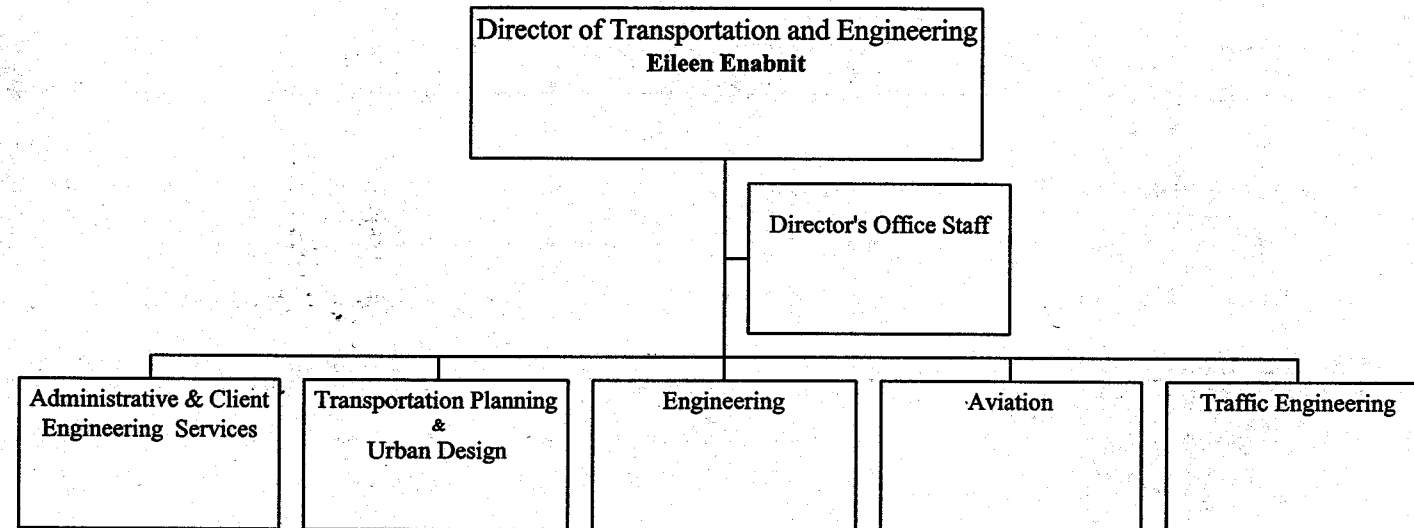 Director of Transportation and Engineering
Eileen Enabnit
Director's Office Staff
Administrative & Client
Engineering Services
Transportation Planning
&
Urban Design
Engineering
Aviation
Traffic Engineering